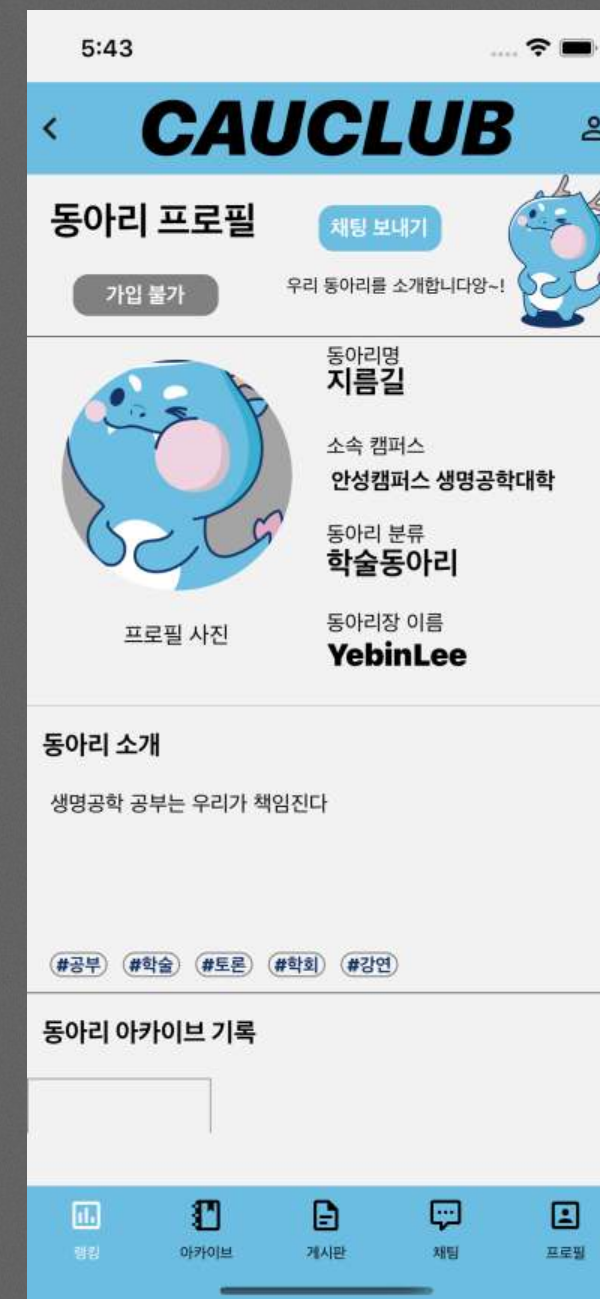 5:43
CAUCLUB
동아리 프로필
채팅 보내기
가입 불가
우리 동아리를 소개합니다앙~!
동아리명
지름길
소속 캠퍼스
안성캠퍼스 생명공학대학
동아리 분류
학술동아리
동아리장 이름
YebinLee
프로필 사진
동아리 소개
생명공학 공부는 우리가 책임진다
#공부 #학술 #토론 #학회 #강연
동아리 아카이브 기록
랭킹 아카이브 게시판 채팅 프로필